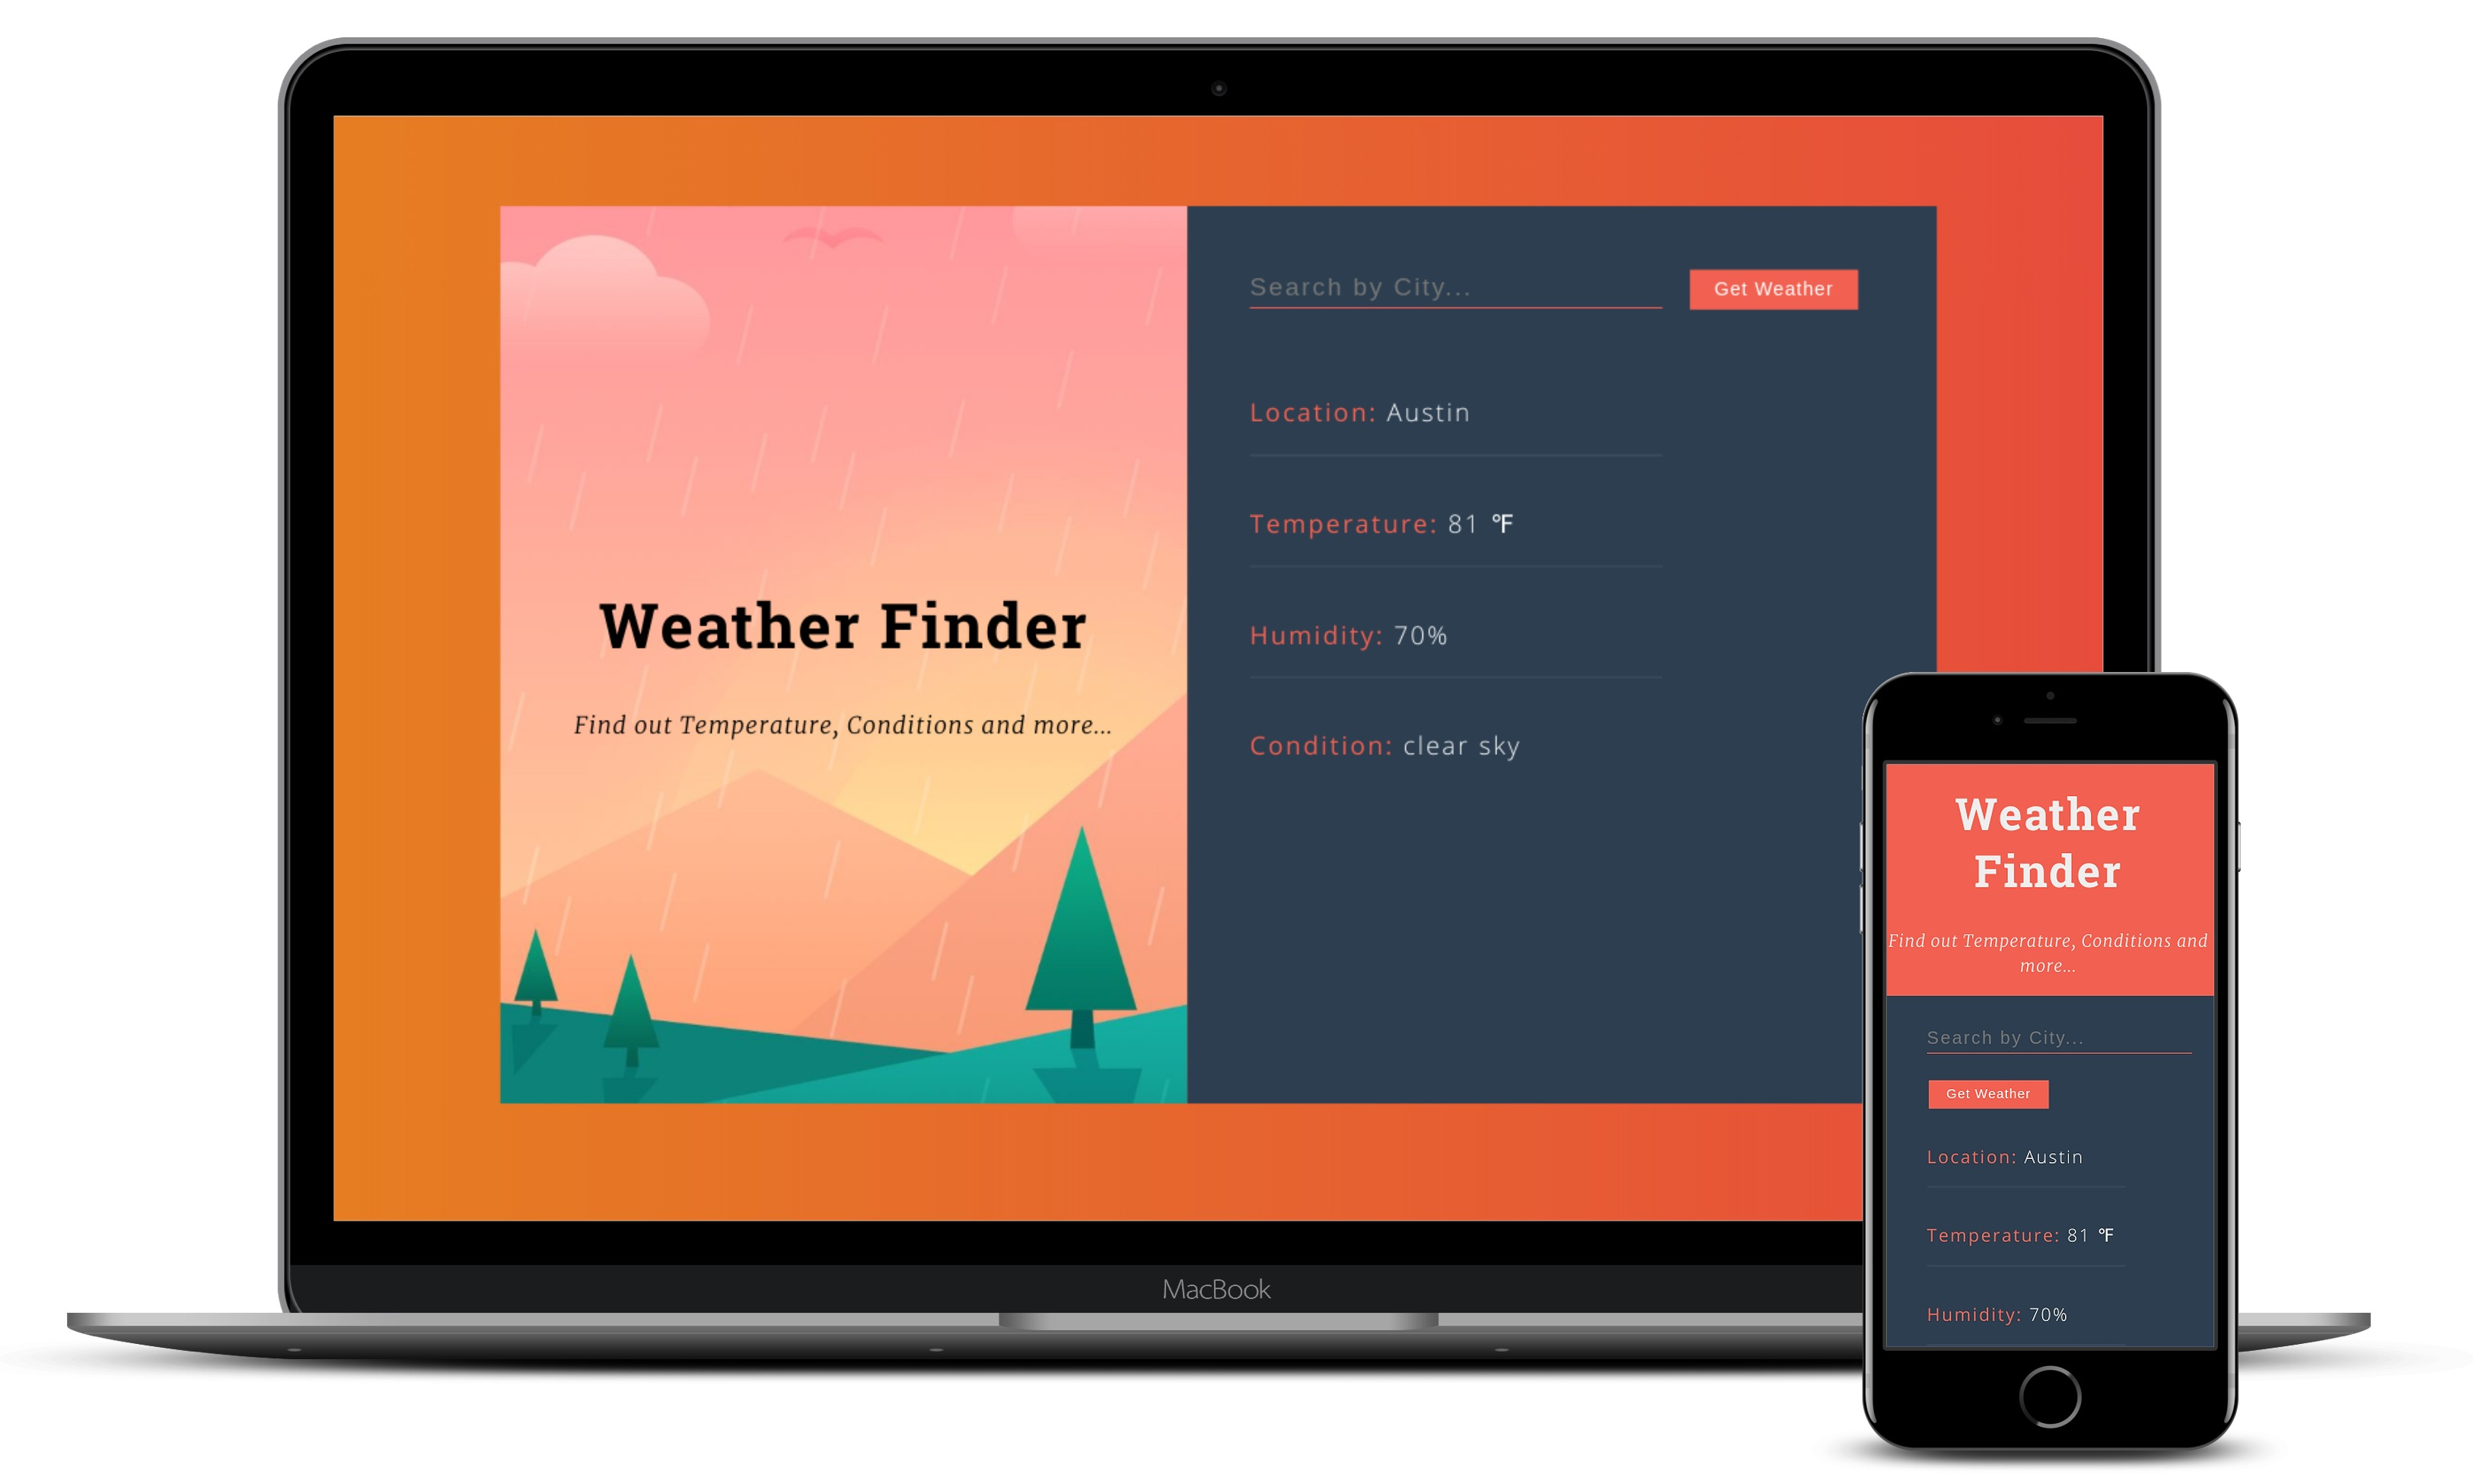 Weather Finder
Find out Temperature, Conditions and more...
Search by City...
Get Weather
Location: Austin
Temperature: 81 ℉
Humidity: 70%
Condition: clear sky
MacBook
Weather
Finder
Find out Temperature, Conditions and
more...
Search by City...
Get Weather
Location: Austin
Temperature: 81 ℉
Humidity: 70%